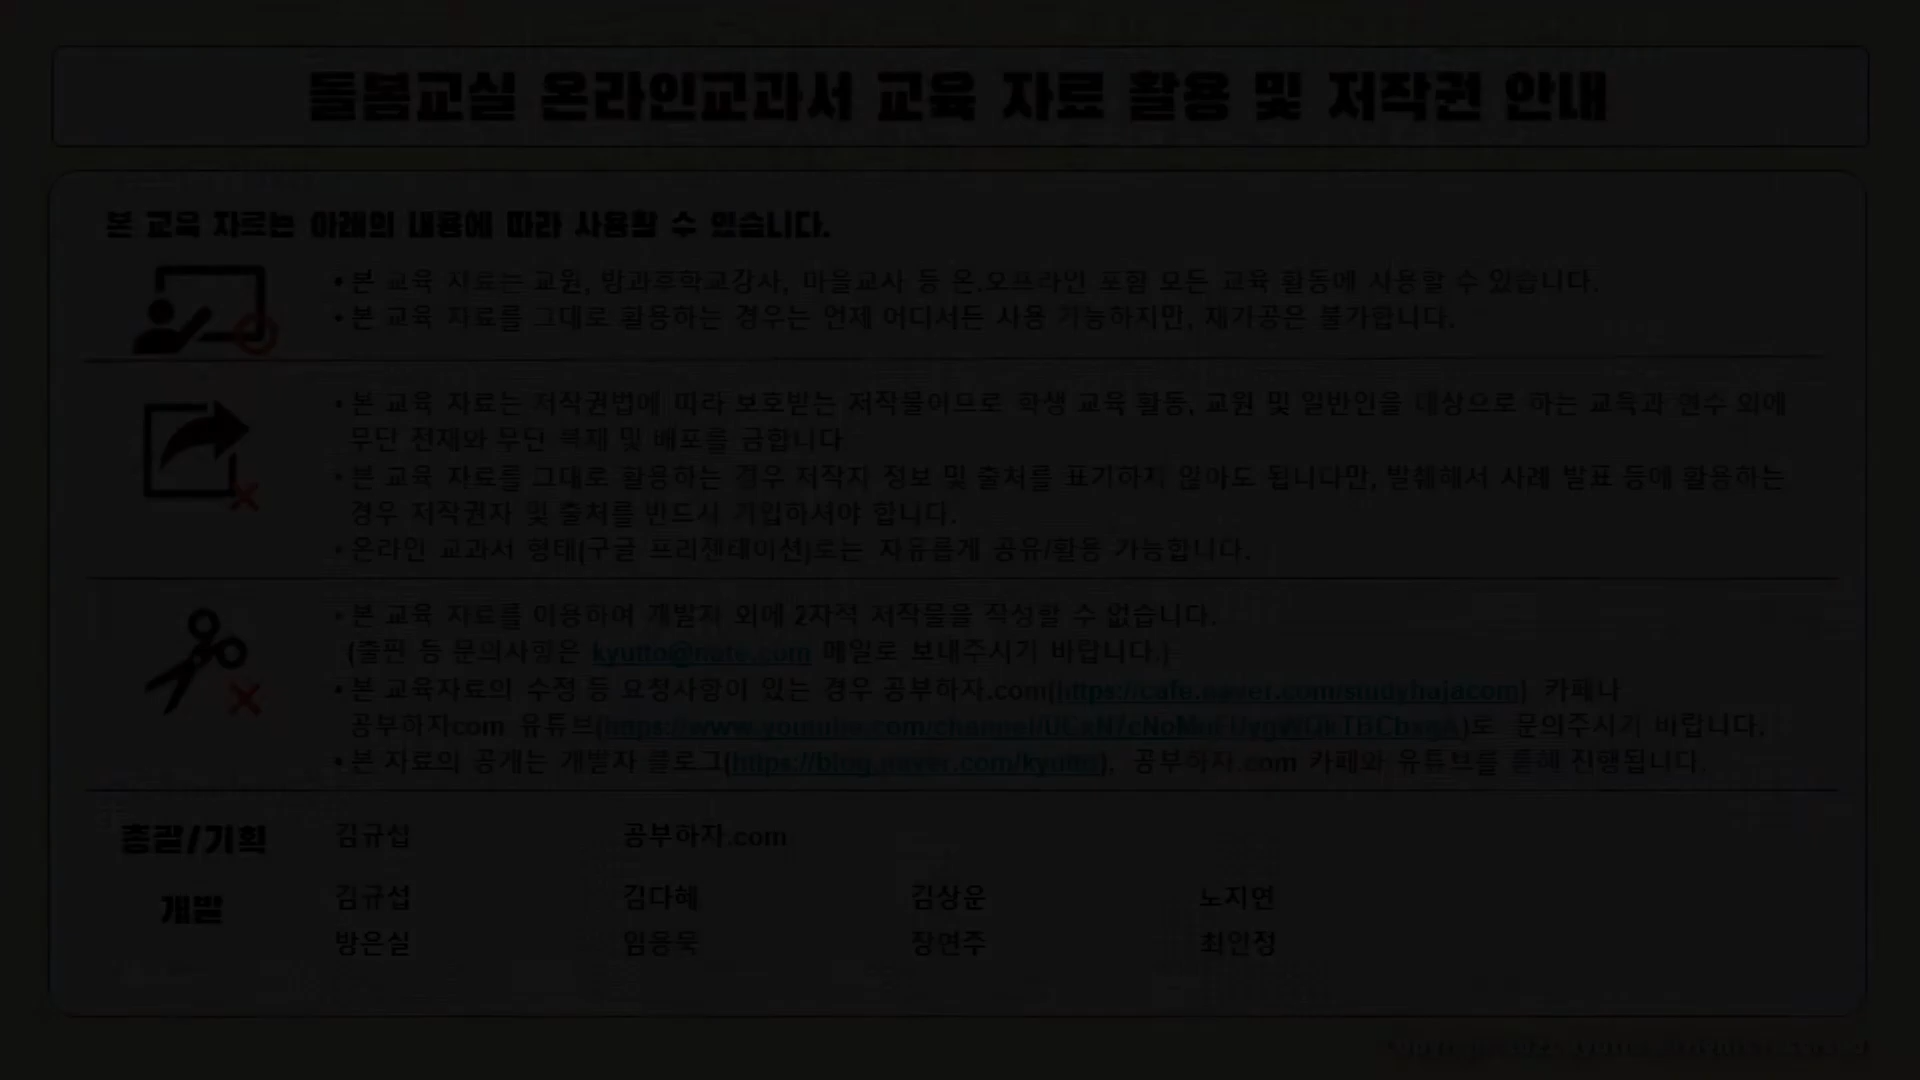 돌봄교실 온라인교과서 교육 자료 활용 및 저작권 안내
본 교육 자료는 아래의 내용에 따라 사용할 수 있습니다.
• 본 교육 자료는 교원, 방과후학교강사, 마을교사 등 온.오프라인 포함 모든 교육 활동에 사용할 수 있습니다.
• 본 교육 자료를 그대로 활용하는 경우는 언제 어디서든 사용 가능하지만, 재가공은 불가합니다.
• 본 교육 자료는 저작권법에 따라 보호받는 저작물이므로 학생 교육 활동, 교원 및 일반인을 대상으로 하는 교육과 연수 외에
무단 전재와 무단 복제 및 배포를 금합니다
• 본 교육 자료를 그대로 활용하는 경우 저작자 정보 및 출처를 표기하지 않아도 됩니다만, 발췌해서 사례 발표 등에 활용하는
경우 저작권자 및 출처를 반드시 기입하셔야 합니다.
• 온라인 교과서 형태(구글 프리젠테이션)로는 자유롭게 공유/활용 가능합니다.
• 본 교육 자료를 이용하여 개발자 외에 2차적 저작물을 작성할 수 없습니다.
(출판 등 문의사항은 kyutto@nate.com 메일로 보내주시기 바랍니다.)
• 본 교육자료의 수정 등 요청사항이 있는 경우 공부하자.com(https://cafe.naver.com/studyhajacom) 카페나
공부하자com 유튜브로 문의주시기 바랍니다.
• 본 자료의 공개는 개발자 블로그(https://blog.naver.com/kyutto), 공부하자.com 카페와 유튜브를 통해 진행됩니다.
총괄/기획 김규섭 공부하자.com
개발 김규섭 김다혜 김상운 노지연
방은실 임용묵 장연주 최안정